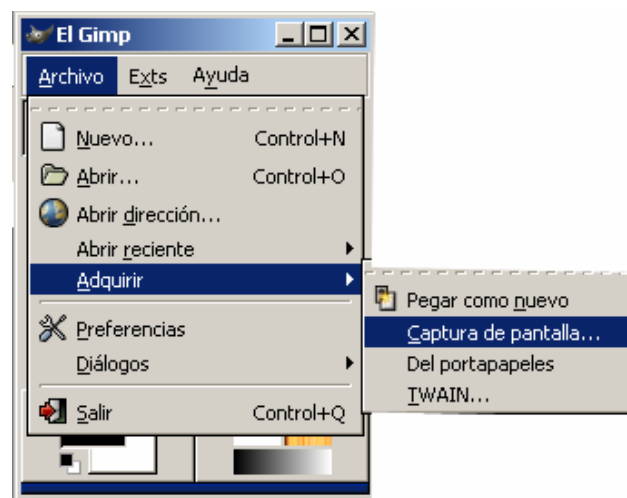 El Gimp
Archivo Exts Ayuda
Nuevo... Control+N
Abrir... Control+O
Abrir dirección...
Abrir reciente
Adquirir
Pegar como nuevo
Preferencias
Captura de pantalla...
Diálogos
Del portapapeles
TWAIN...
Salir Control+Q